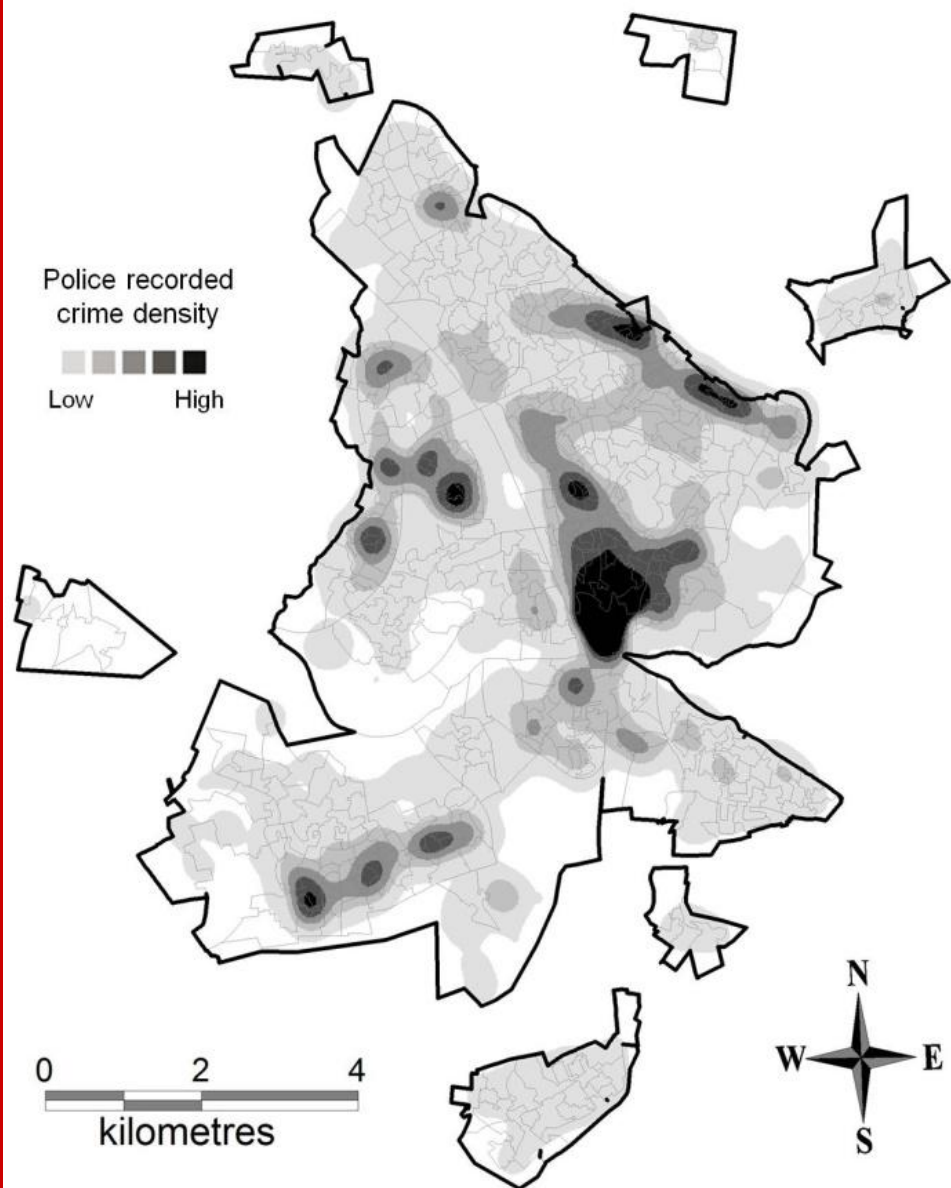 Police recorded
crime density
Low High
N
W E
S
0 2 4
kilometres